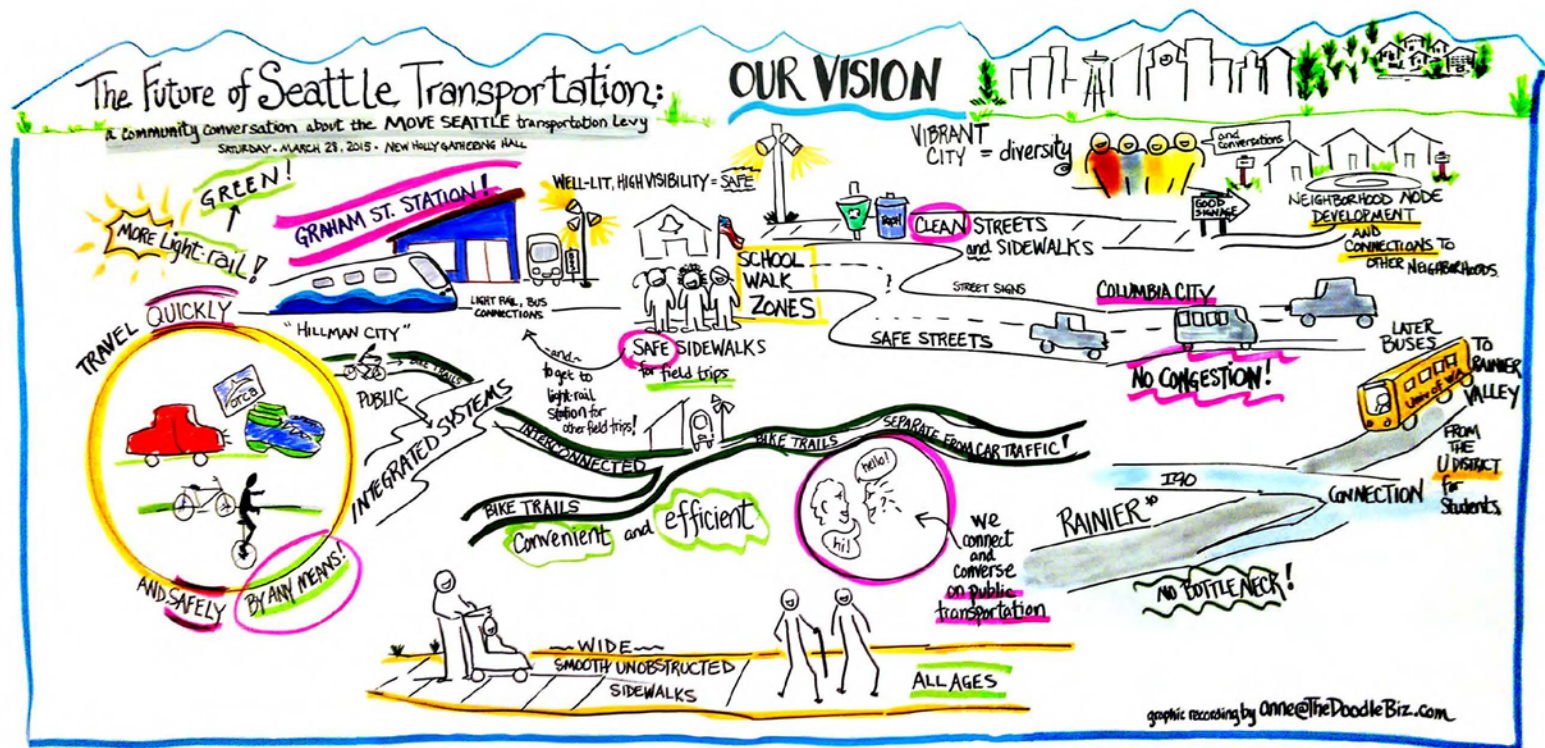 The Future of Seattle Transportation:
a community conversation about the MOVE SEATTLE transportation Levy
SATURDAY - MARCH 28, 2015 - NEW HOLLY GATHERING HALL
OUR VISION
GREEN!
MORE Light-rail!
GRAHAM ST. STATION!
LIGHT RAIL, BUS
CONNECTIONS
WELL-LIT, HIGH VISIBILITY = SAFE
SCHOOL
WALK
ZONES
SAFE SIDEWALKS
for field trips
-and-
to get to
light-rail
station for
other field trips!
CLEAN STREETS
and SIDEWALKS
VIBRANT
CITY = diversity
and
conversations
GOOD
SIGNAGE
NEIGHBORHOOD NODE
DEVELOPMENT
AND
CONNECTIONS TO
OTHER NEIGHBORHOODS.
?
STREET SIGNS
SAFE STREETS
COLUMBIA CITY
NO CONGESTION!
LATER
BUSES
Univ of WA
TO
RAINIER
VALLEY
FROM
THE
U DISTRICT
for
Students
TRAVEL QUICKLY
orca
AND SAFELY
BY ANY MEANS!
"HILLMAN CITY"
BIKE TRAILS
PUBLIC
INTEGRATED SYSTEMS
INTERCONNECTED
BIKE TRAILS
SEPARATE FROM CAR TRAFFIC!
BIKE TRAILS
Convenient and efficient
hello!
?
hi!
we
connect
and
converse
on public
transportation
I90
RAINIER
CONNECTION
NO BOTTLENECK!
WIDE
SMOOTH UNOBSTRUCTED
SIDEWALKS
ALL AGES
graphic recording by anne@TheDoodleBiz.com